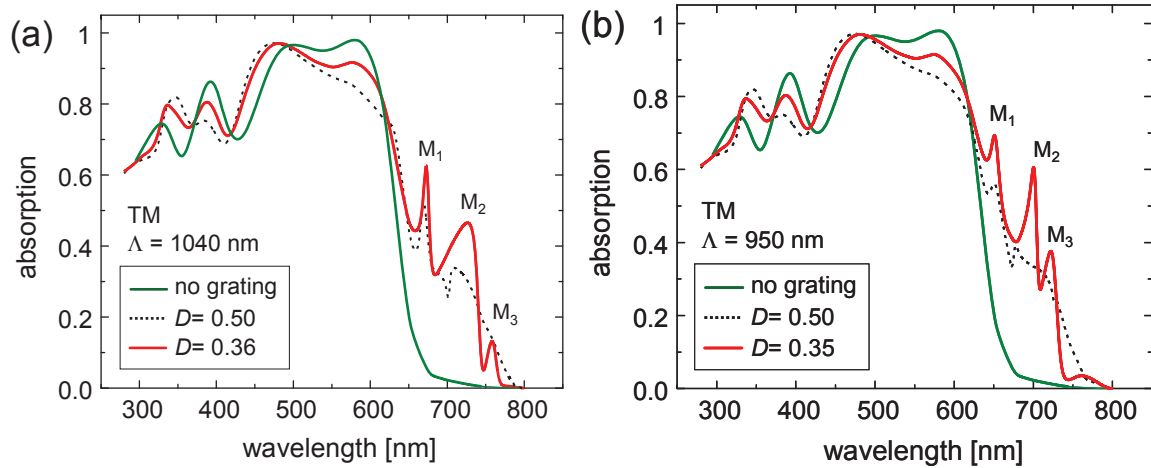 (a)
1
0.8
0.6
0.4
0.2
0.0
absorption
M1
M2
M3
TM
Λ = 1040 nm
no grating
D= 0.50
D= 0.36
300 400 500 600 700 800
wavelength [nm]
(b)
1
0.8
0.6
0.4
0.2
0.0
absorption
M1
M2
M3
TM
Λ = 950 nm
no grating
D= 0.50
D= 0.35
300 400 500 600 700 800
wavelength [nm]